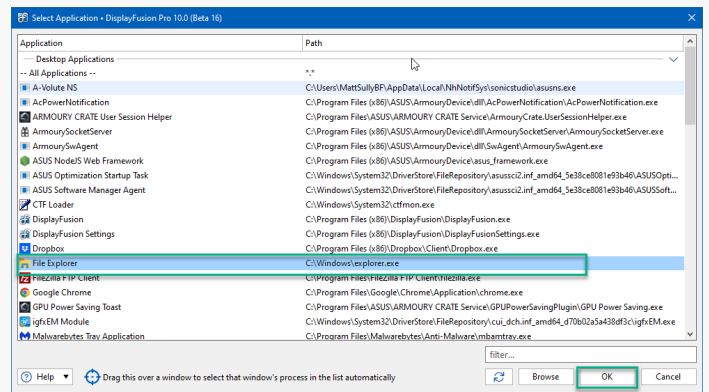 Select Application • DisplayFusion Pro 10.0 (Beta 16)
Application Path
Desktop Applications
-- All Applications -- *.*
A-Volute NS C:\Users\MattSullyBF\AppData\Local\NhNotifSys\sonicstudio\asusns.exe
AcPowerNotification C:\Program Files (x86)\ASUS\ArmouryDevice\dll\AcPowerNotification\AcPowerNotification.exe
ARMOURY CRATE User Session Helper C:\Program Files\ASUS\ARMOURY CRATE Service\ArmouryCrate.UserSessionHelper.exe
ArmourySocketServer C:\Program Files (x86)\ASUS\ArmouryDevice\dll\ArmourySocketServer\ArmourySocketServer.exe
ArmourySwAgent C:\Program Files (x86)\ASUS\ArmouryDevice\dll\SwAgent\ArmourySwAgent.exe
ASUS NodeJS Web Framework C:\Program Files (x86)\ASUS\ArmouryDevice\asus_framework.exe
ASUS Optimization Startup Task C:\Windows\System32\DriverStore\FileRepository\asussci2.inf_amd64_5e38ce8081e93b46\ASUSOpti...
ASUS Software Manager Agent C:\Windows\System32\DriverStore\FileRepository\asussci2.inf_amd64_5e38ce8081e93b46\ASUSSoft...
CTF Loader C:\Windows\System32\ctfmon.exe
DisplayFusion C:\Program Files (x86)\DisplayFusion\DisplayFusion.exe
DisplayFusion Settings C:\Program Files (x86)\DisplayFusion\DisplayFusionSettings.exe
Dropbox C:\Program Files (x86)\Dropbox\Client\Dropbox.exe
File Explorer C:\Windows\explorer.exe
FileZilla FTP Client C:\Program Files\FileZilla FTP Client\filezilla.exe
Google Chrome C:\Program Files\Google\Chrome\Application\chrome.exe
GPU Power Saving Toast C:\Program Files\ASUS\ARMOURY CRATE Service\GPUPowerSavingPlugin\GPU Power Saving.exe
igfxEM Module C:\Windows\System32\DriverStore\FileRepository\cui_dch.inf_amd64_d70b02a5a438df3c\igfxEM.exe
Malwarebytes Tray Application C:\Program Files\Malwarebytes\Anti-Malware\mbamtray.exe
filter...
Help Drag this over a window to select that window's process in the list automatically Browse OK Cancel